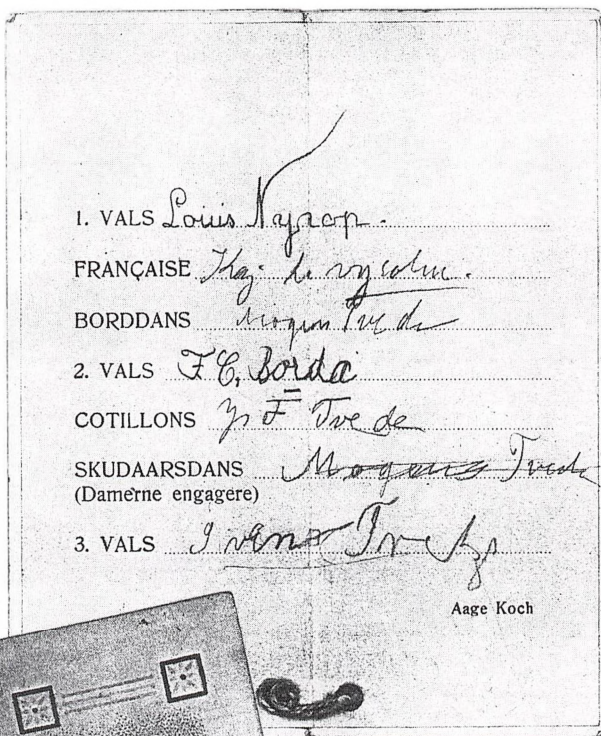 1. VALS Louis Nyrop.
FRANÇAISE Kaj.
BORDDANS Mogens Tvede
2. VALS F C, Borda
COTILLONS F Tvede
SKUDAARSDANS Mogens Tvede
(Damerne engagere)
3. VALS
Aage Koch